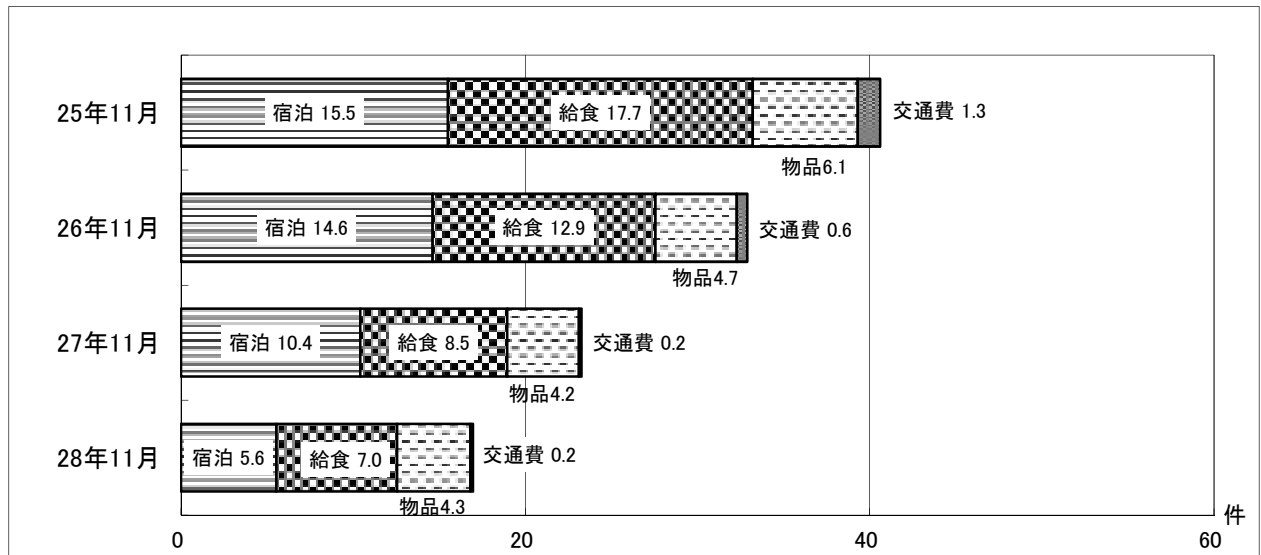 25年11月
宿泊 15.5
給食 17.7
交通費 1.3
物品6.1
26年11月
宿泊 14.6
給食 12.9
交通費 0.6
物品4.7
27年11月
宿泊 10.4
給食 8.5
交通費 0.2
物品4.2
28年11月
宿泊 5.6
給食 7.0
交通費 0.2
物品4.3
件
0
20
40
60